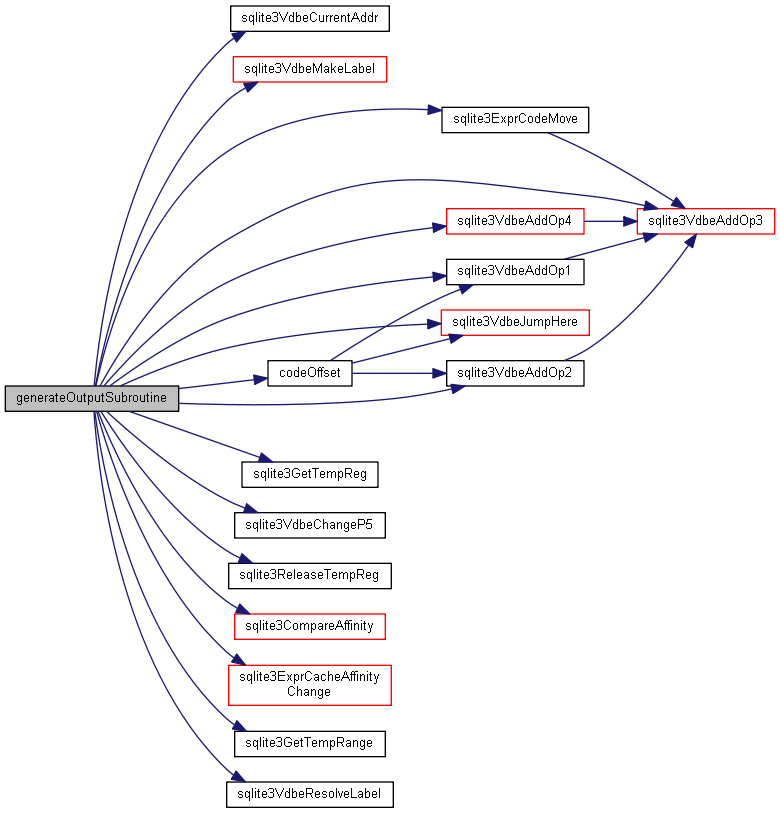 sqlite3VdbeCurrentAddr
sqlite3VdbeMakeLabel
sqlite3ExprCodeMove
sqlite3VdbeAddOp4
sqlite3VdbeAddOp3
sqlite3VdbeAddOp1
sqlite3VdbeJumpHere
codeOffset
sqlite3VdbeAddOp2
generateOutputSubroutine
sqlite3GetTempReg
sqlite3VdbeChangeP5
sqlite3ReleaseTempReg
sqlite3CompareAffinity
sqlite3ExprCacheAffinity
Change
sqlite3GetTempRange
sqlite3VdbeResolveLabel